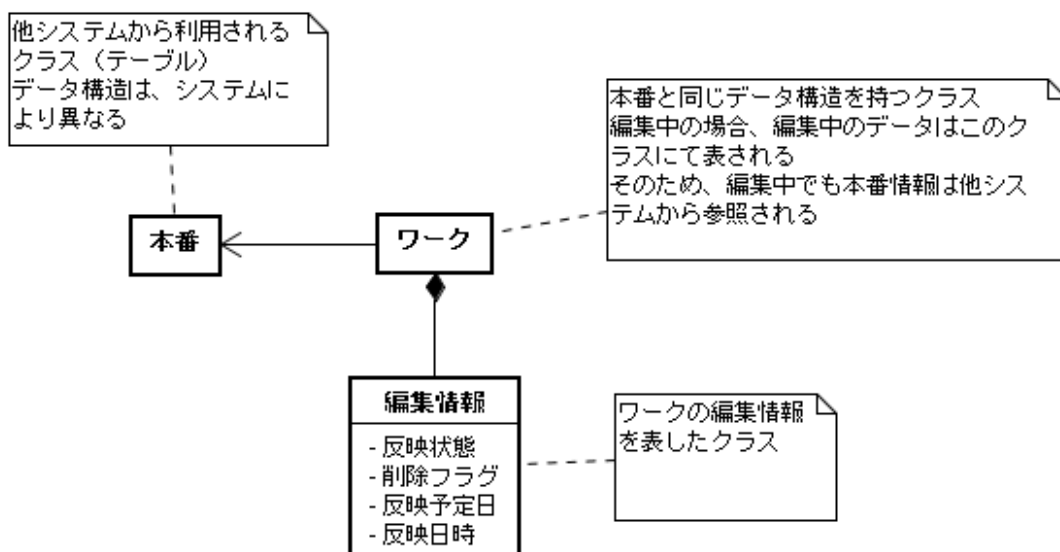 他システムから利用される
クラス（テーブル）
データ構造は、システムに
より異なる
本番と同じデータ構造を持つクラス
編集中の場合、編集中のデータはこのク
ラスにて表される
そのため、編集中でも本番情報は他シス
テムから参照される
本番
ワーク
編集情報
- 反映状態
- 削除フラグ
- 反映予定日
- 反映日時
ワークの編集情報
を表したクラス